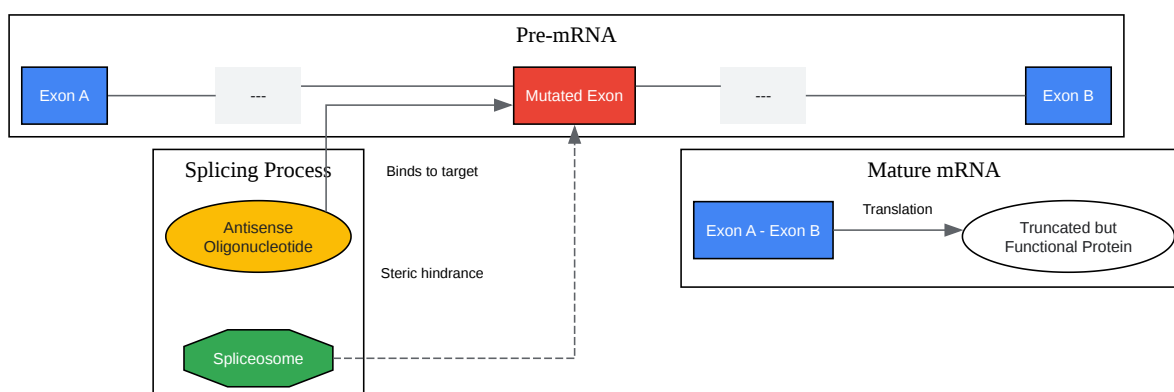 Pre-mRNA
Exon A
---
Mutated Exon
---
Exon B
Splicing Process
Binds to target
Antisense
Oligonucleotide
Steric hindrance
Spliceosome
Mature mRNA
Exon A - Exon B
Translation
Truncated but
Functional Protein